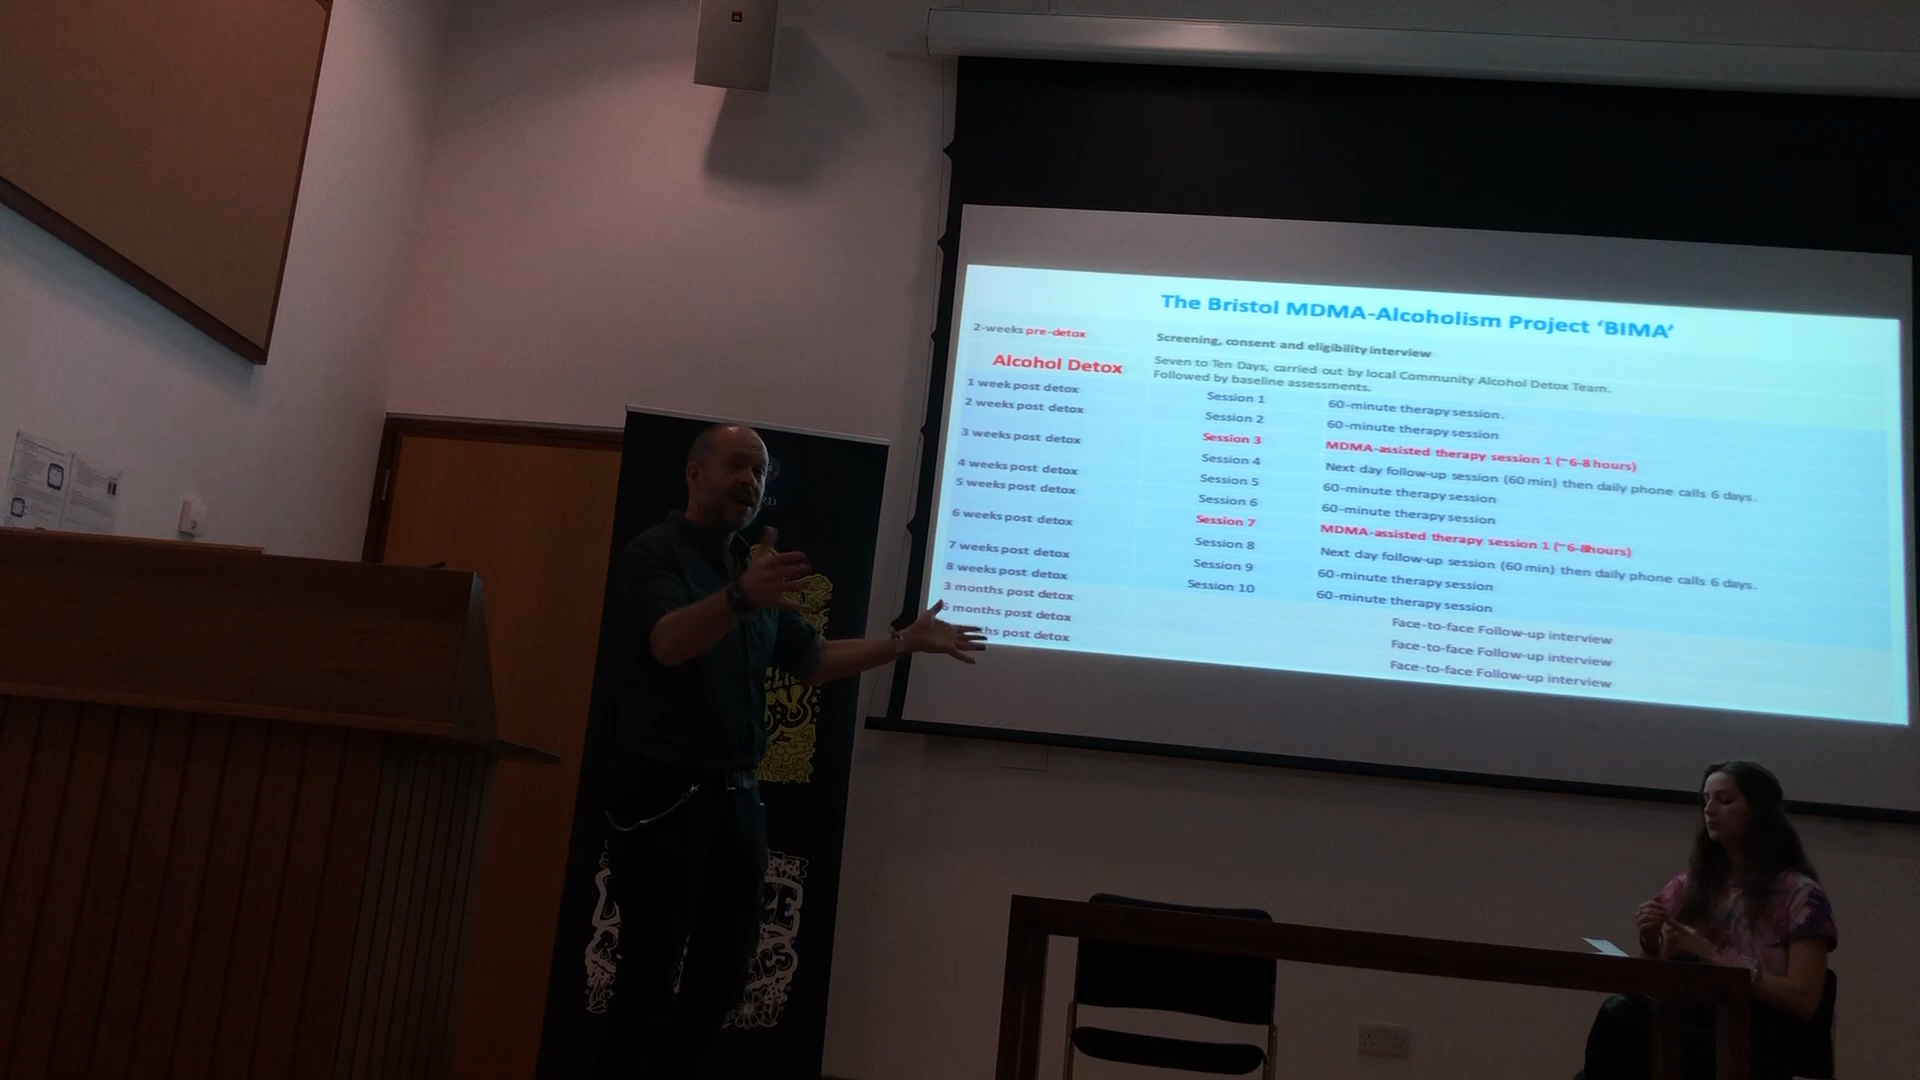 The Bristol MDMA-Alcoholism Project ‘BIMA’
2-weeks pre-detox Screening, consent and eligibility interview
Alcohol Detox Seven to Ten Days, carried out by local Community Alcohol Detox Team.
Followed by baseline assessments.
1 week post detox Session 1 60-minute therapy session.
2 weeks post detox Session 2 60-minute therapy session
3 weeks post detox Session 3 MDMA-assisted therapy session 1 (~6-8 hours)
Session 4 Next day follow-up session (60 min) then daily phone calls 6 days.
4 weeks post detox Session 5 60-minute therapy session
5 weeks post detox Session 6 60-minute therapy session
6 weeks post detox Session 7 MDMA-assisted therapy session 1 (~6-8hours)
Session 8 Next day follow-up session (60 min) then daily phone calls 6 days.
7 weeks post detox Session 9 60-minute therapy session
8 weeks post detox Session 10 60-minute therapy session
3 months post detox Face-to-face Follow-up interview
6 months post detox Face-to-face Follow-up interview
post detox Face-to-face Follow-up interview